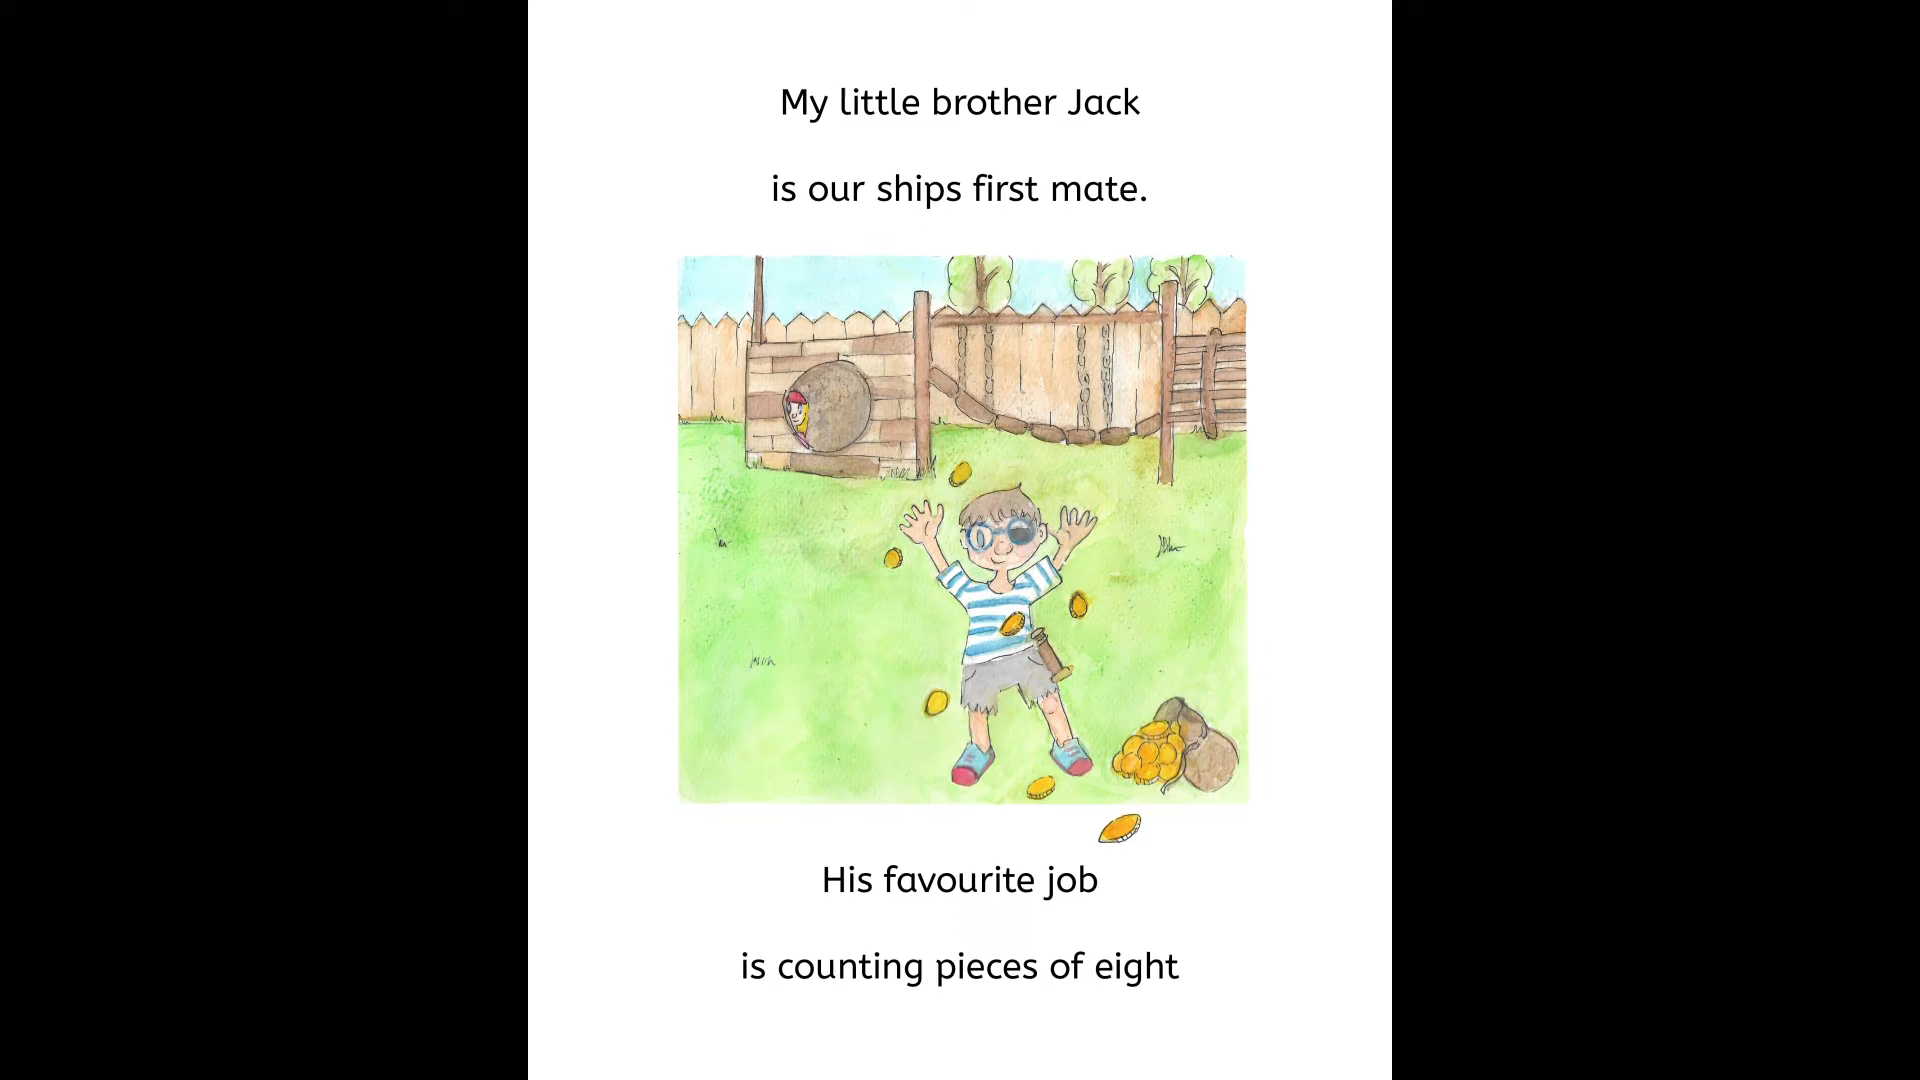 My little brother Jack
is our ships first mate.
His favourite job
is counting pieces of eight